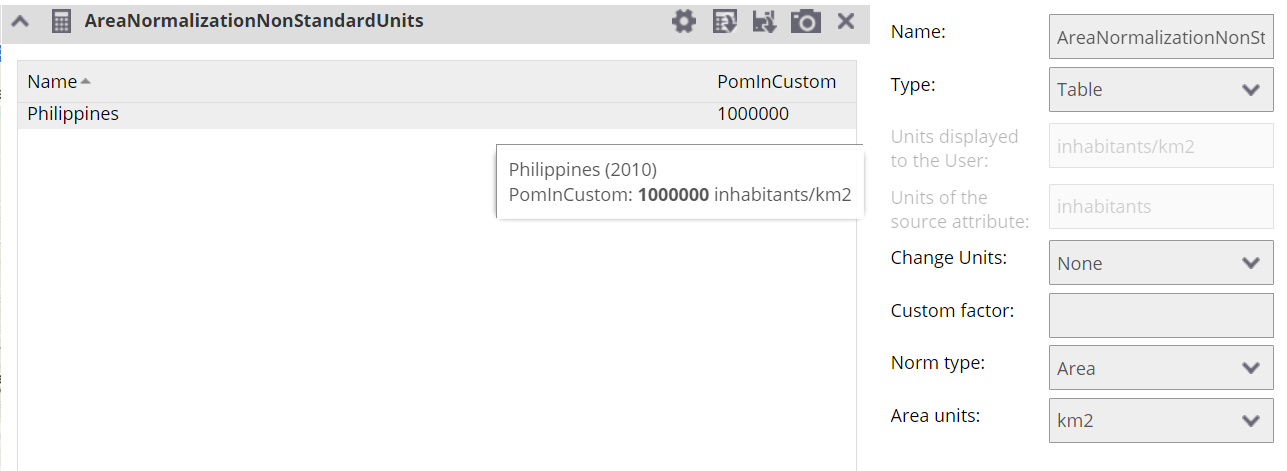 AreaNormalizationNonStandardUnits
Name PomInCustom
Philippines 1000000
Philippines (2010)
PomInCustom: 1000000 inhabitants/km2
Name: AreaNormalizationNonSt
Type: Table
Units displayed
to the User: inhabitants/km2
Units of the
source attribute: inhabitants
Change Units: None
Custom factor:
Norm type: Area
Area units: km2